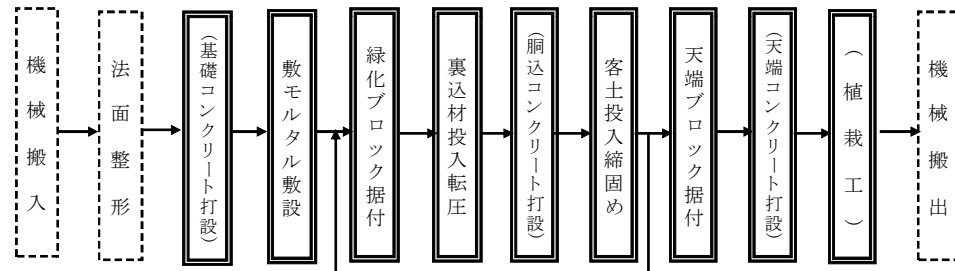 機械搬入
法面整形
(基礎コンクリート打設)
敷モルタル敷設
緑化ブロック据付
裏込材投入転圧
(胴込コンクリート打設)
客土投入締固め
天端ブロック据付
(天端コンクリート打設)
(植栽工)
機械搬出